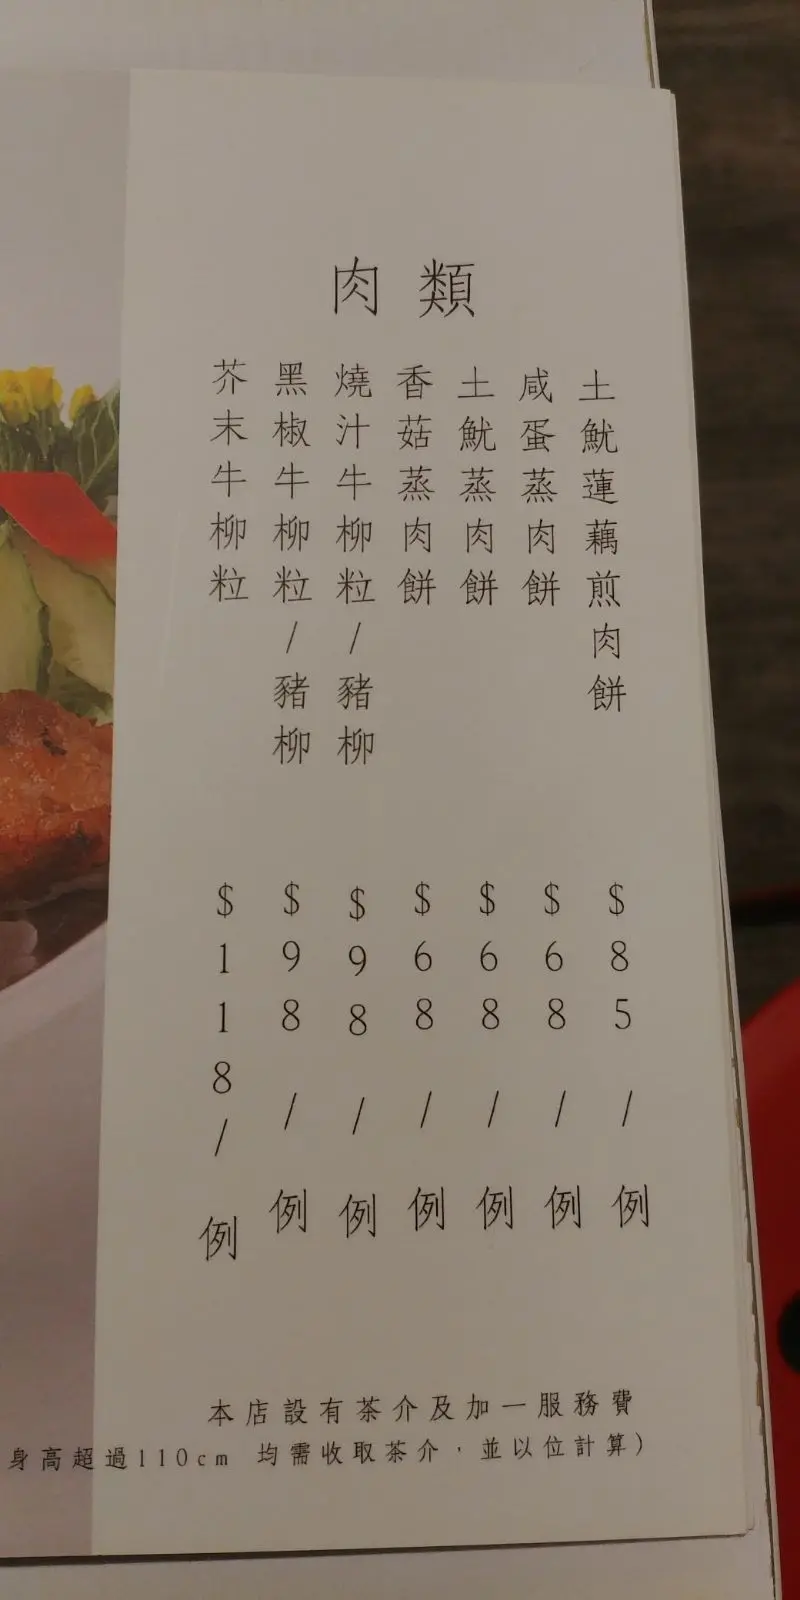 肉類
土魷蓮藕煎肉餅 $85/例
咸蛋蒸肉餅 $68/例
土魷蒸肉餅 $68/例
香菇蒸肉餅 $68/例
燒汁牛柳粒/豬柳 $98/例
黑椒牛柳粒/豬柳 $98/例
芥末牛柳粒 $118/例
本店設有茶介及加一服務費
身高超過110cm 均需收取茶介，並以位計算)